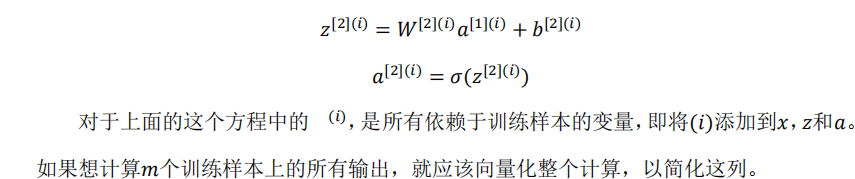 z^{[2](i)} = W^{[2](i)}a^{[1](i)} + b^{[2](i)}
a^{[2](i)} = σ(z^{[2](i)})
对于上面的这个方程中的 ^{(i)},是所有依赖于训练样本的变量,即将(i)添加到x,z和a。
如果想计算m个训练样本上的所有输出,就应该向量化整个计算,以简化这列。